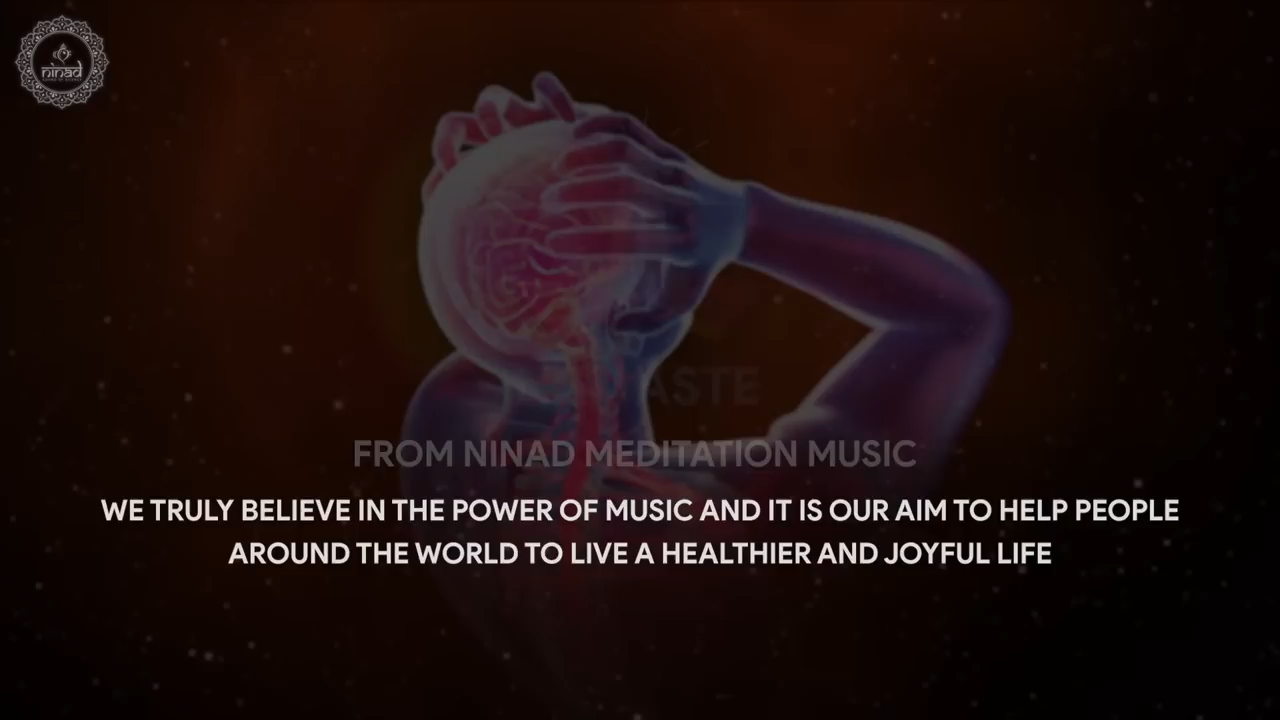 ninad
FROM NINAD MEDITATION MUSIC
WE TRULY BELIEVE IN THE POWER OF MUSIC AND IT IS OUR AIM TO HELP PEOPLE
AROUND THE WORLD TO LIVE A HEALTHIER AND JOYFUL LIFE